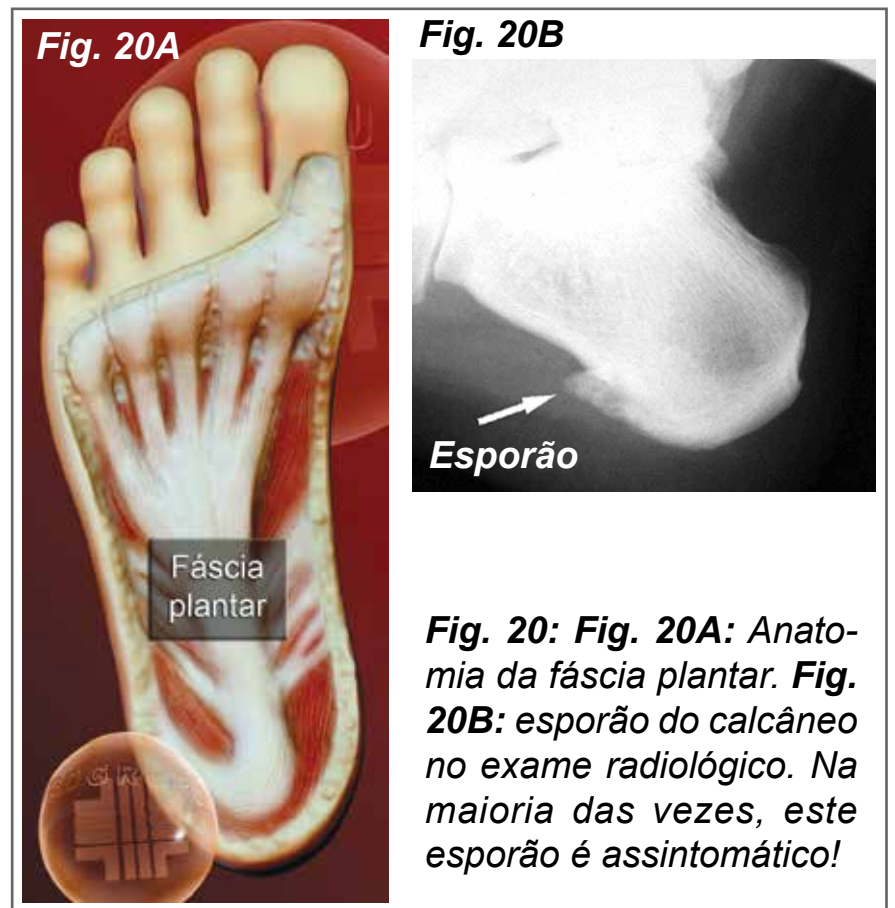 Fig. 20A
Fáscia
plantar
Fig. 20B
Esporão
Fig. 20: Fig. 20A: Anato-
mia da fáscia plantar. Fig.
20B: esporão do calcâneo
no exame radiológico. Na
maioria das vezes, este
esporão é assintomático!